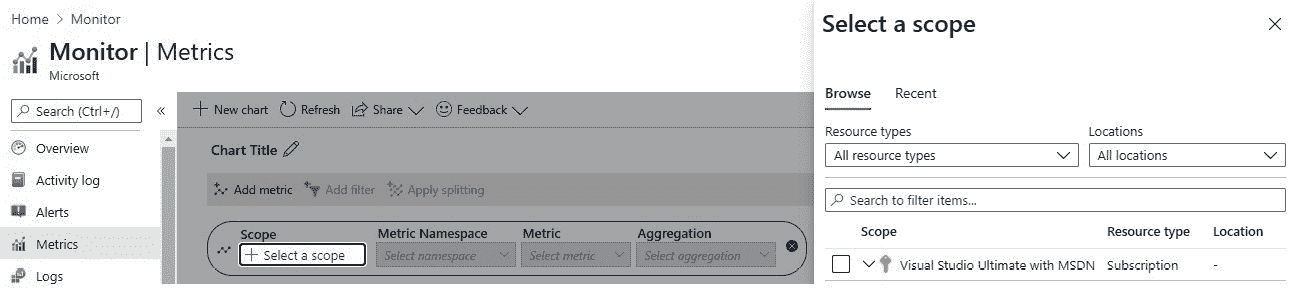 Home > Monitor
Monitor | Metrics
Microsoft
Search (Ctrl+/)
«
Overview
Activity log
Alerts
Metrics
Logs
New chart Refresh Share Feedback
Chart Title
Add metric Add filter Apply splitting
Scope Metric Namespace Metric Aggregation
+ Select a scope Select namespace Select metric Select aggregation
Select a scope
Browse Recent
Resource types Locations
All resource types All locations
Search to filter items...
Scope Resource type Location
Visual Studio Ultimate with MSDN Subscription -